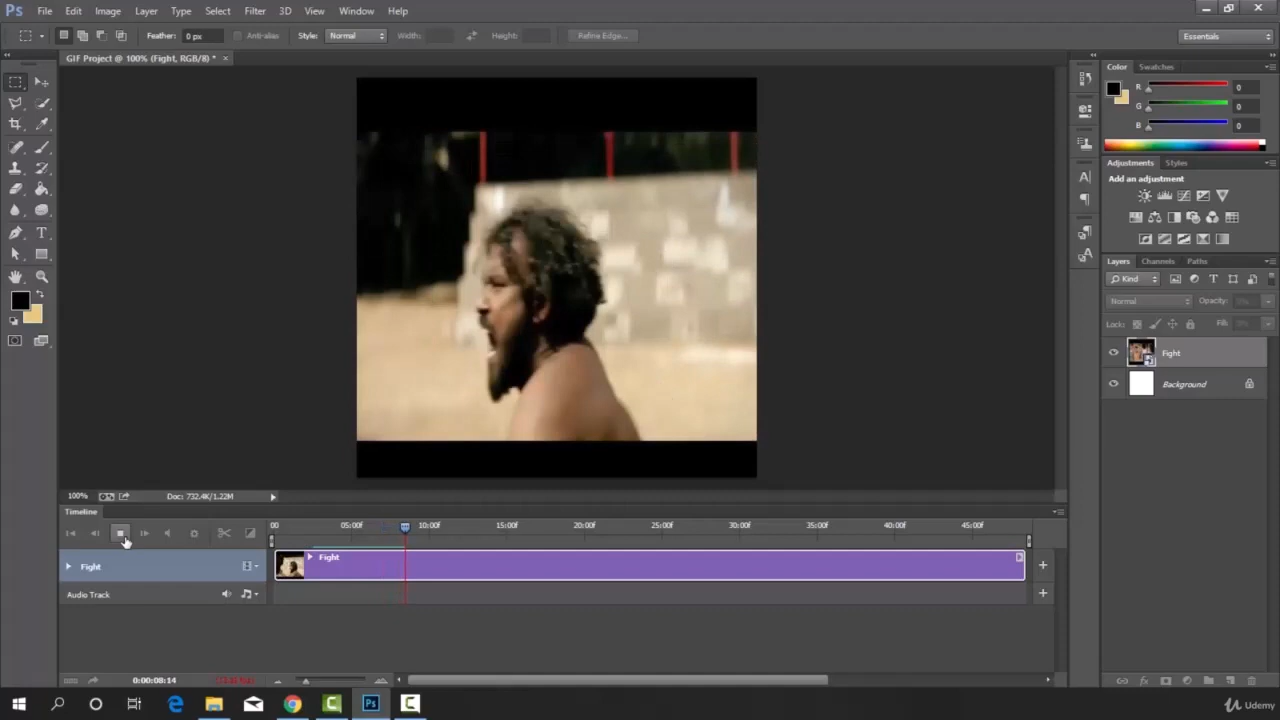 Ps File Edit Image Layer Type Select Filter 3D View Window Help
Feather: 0 px Anti-alias Style: Normal Width: Height: Refine Edge... Essentials
GIF Project @ 100% (Fight, RGB/8) * ×
Color Swatches
R 0
G 0
B 0
Adjustments Styles
Add an adjustment
Layers Channels Paths
Kind
Normal Opacity:
Lock: Fill:
Fight
Background
100% Doc: 732.4K/1.22M
Timeline
00 05:00f 10:00f 15:00f 20:00f 25:00f 30:00f 35:00f 40:00f 45:00f
Fight Fight
Audio Track
0:00:08:14
Udemy